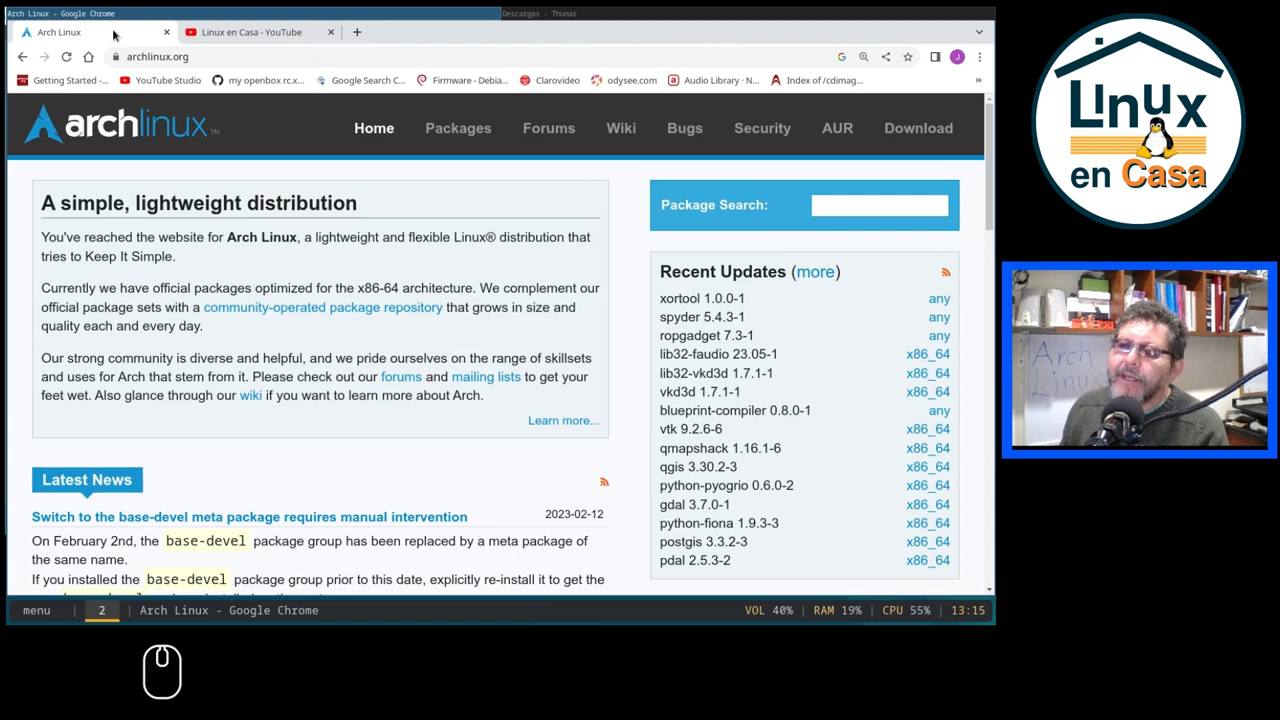 Arch Linux - Google Chrome
Descargas - Thunar
Arch Linux
Linux en Casa - YouTube
archlinux.org
J
Getting Started -...
YouTube Studio
my openbox rc.x...
Google Search C...
Firmware - Debia...
Clarovideo
odysee.com
Audio Library · N...
Index of /cdimag...
»
archlinux™
Home
Packages
Forums
Wiki
Bugs
Security
AUR
Download
A simple, lightweight distribution
You've reached the website for Arch Linux, a lightweight and flexible Linux® distribution that
tries to Keep It Simple.
Currently we have official packages optimized for the x86-64 architecture. We complement our
official package sets with a community-operated package repository that grows in size and
quality each and every day.
Our strong community is diverse and helpful, and we pride ourselves on the range of skillsets
and uses for Arch that stem from it. Please check out our forums and mailing lists to get your
feet wet. Also glance through our wiki if you want to learn more about Arch.
Learn more...
Latest News
Switch to the base-devel meta package requires manual intervention
2023-02-12
On February 2nd, the base-devel package group has been replaced by a meta package of
the same name.
If you installed the base-devel package group prior to this date, explicitly re-install it to get the
Package Search:
Recent Updates (more)
xortool 1.0.0-1 any
spyder 5.4.3-1 any
ropgadget 7.3-1 any
lib32-faudio 23.05-1 x86_64
lib32-vkd3d 1.7.1-1 x86_64
vkd3d 1.7.1-1 x86_64
blueprint-compiler 0.8.0-1 any
vtk 9.2.6-6 x86_64
qmapshack 1.16.1-6 x86_64
qgis 3.30.2-3 x86_64
python-pyogrio 0.6.0-2 x86_64
gdal 3.7.0-1 x86_64
python-fiona 1.9.3-3 x86_64
postgis 3.3.2-3 x86_64
pdal 2.5.3-2 x86_64
menu | 2 | Arch Linux - Google Chrome
VOL 40% | RAM 19% | CPU 55% | 13:15
Linux
en Casa
Arch
Linux